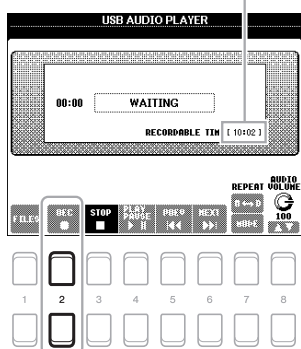 USB AUDIO PLAYER
00:00 WAITING
RECORDABLE TIM [ 10:02 ]
REPEAT AUDIO VOLUME
FILES REC STOP PLAY PAUSE PREV NEXT MODE 100
1 2 3 4 5 6 7 8